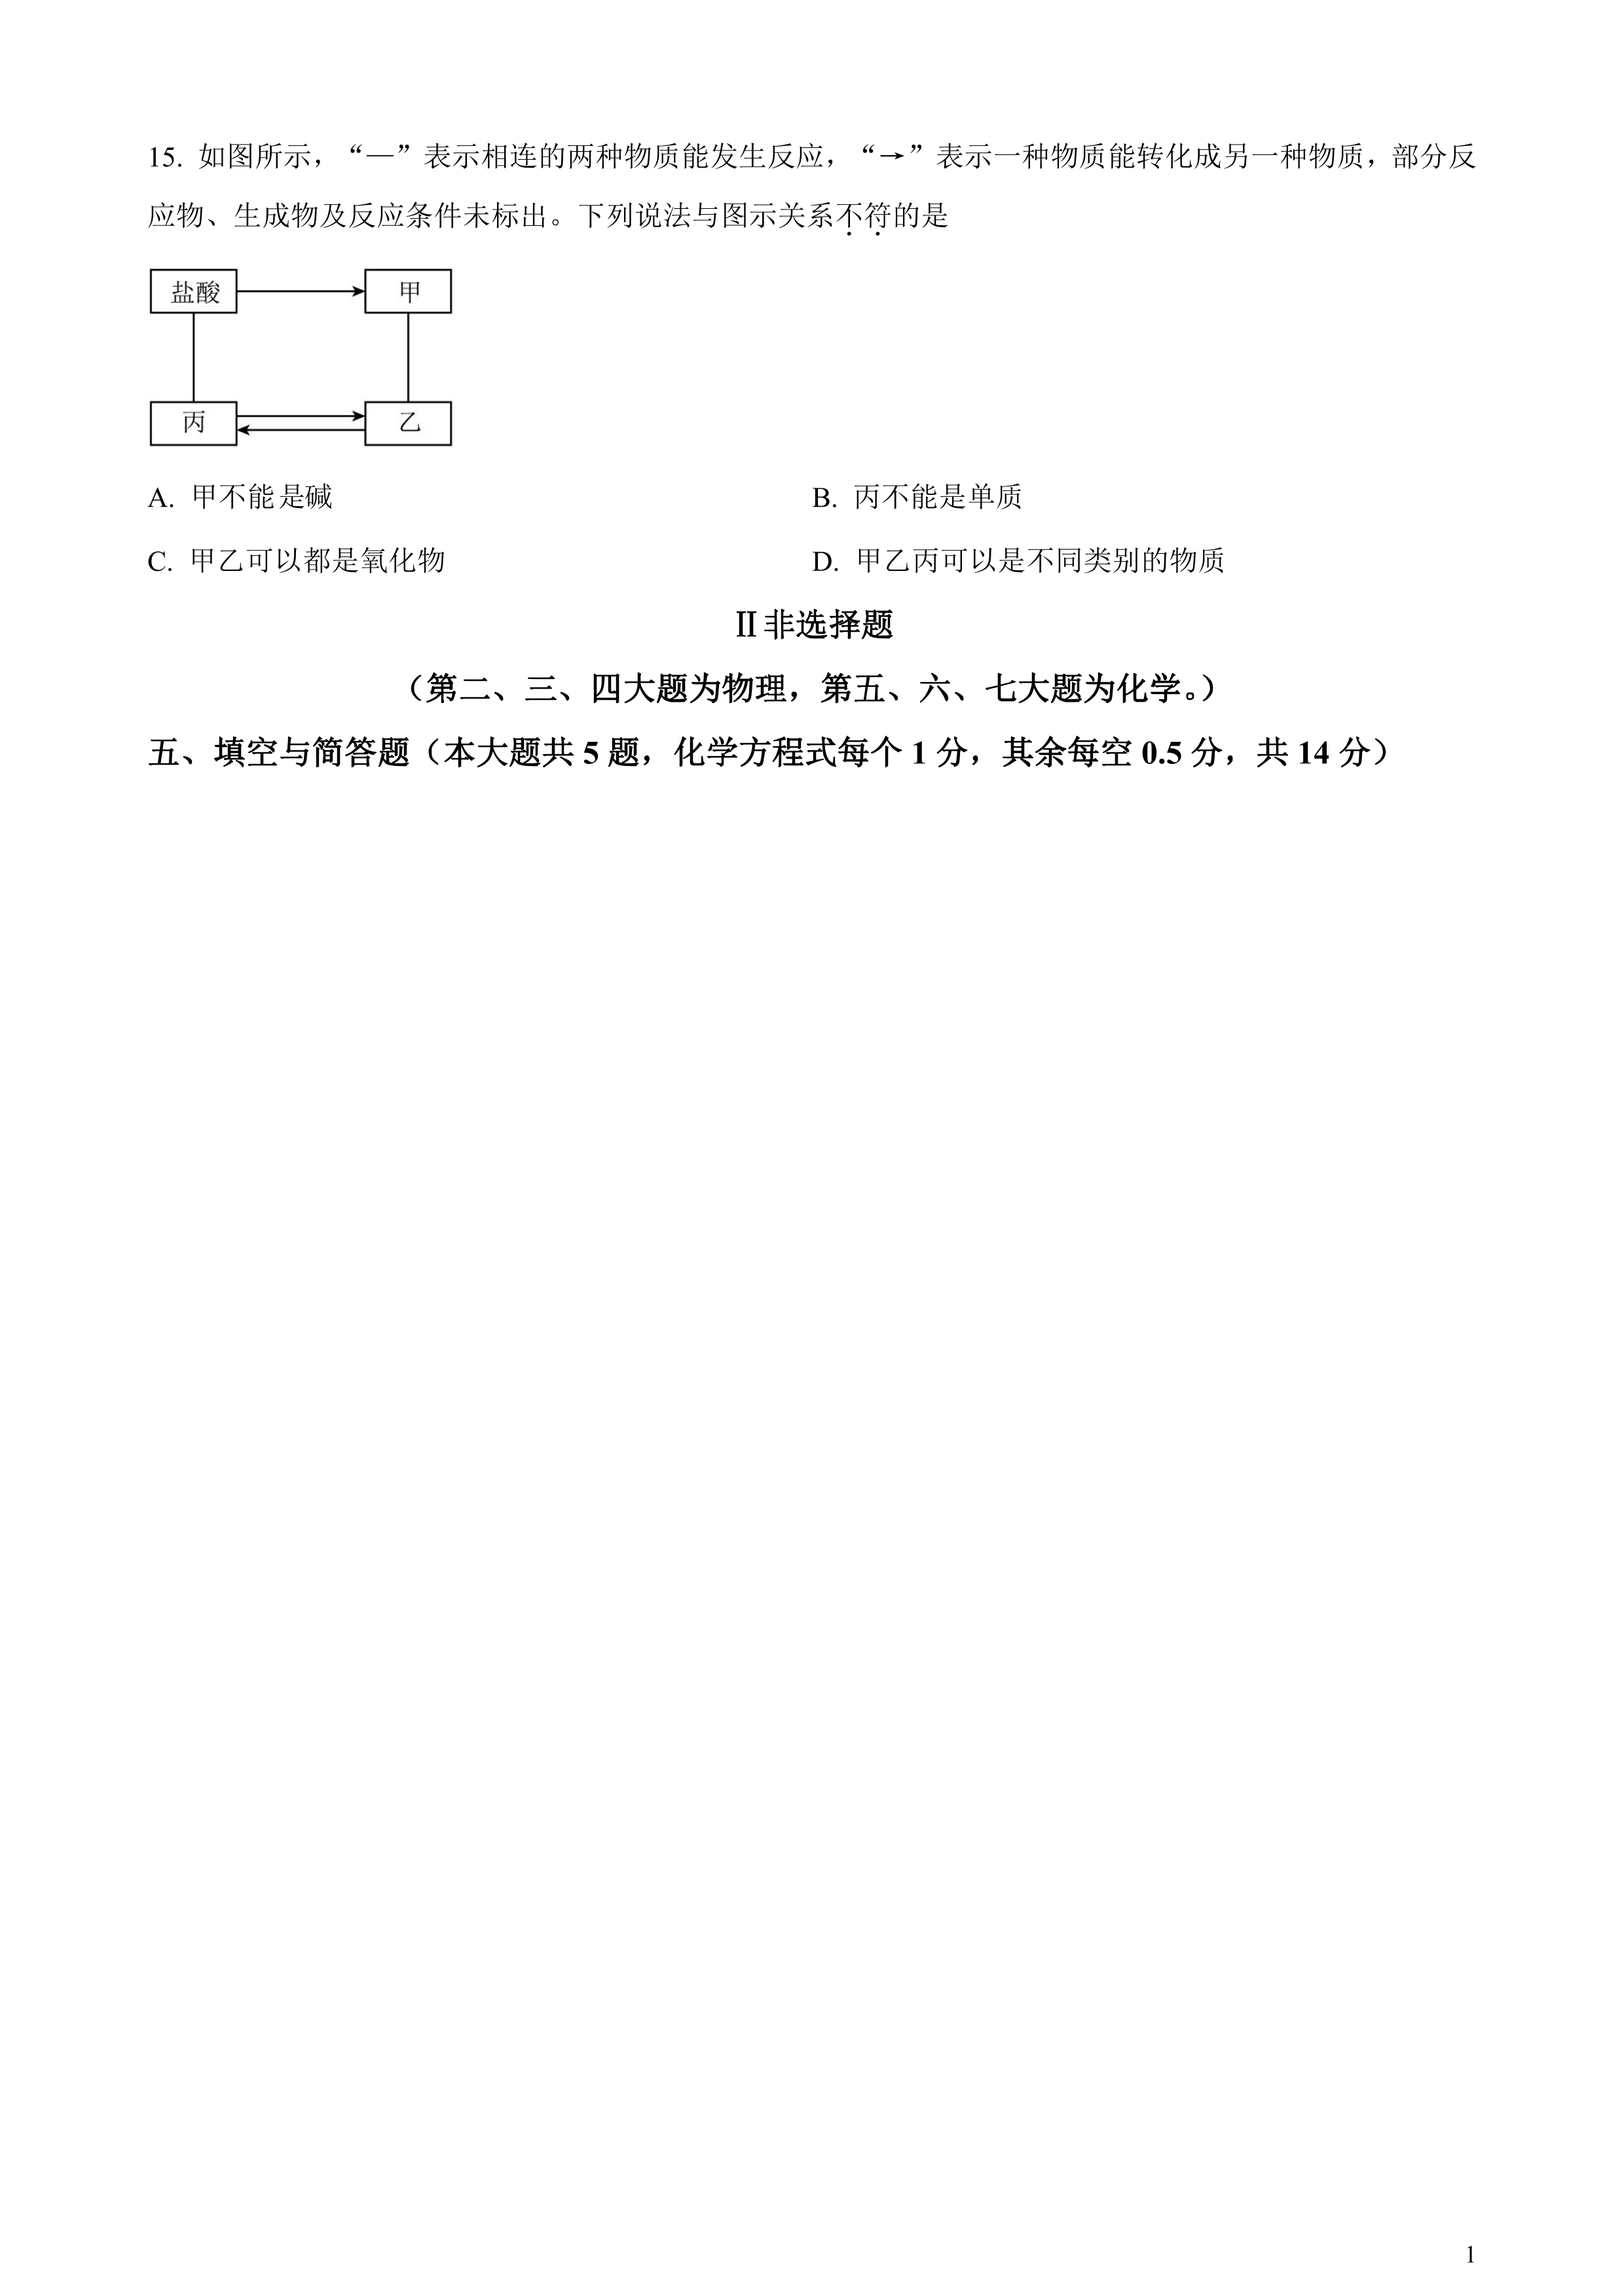 15. 如图所示，“—”表示相连的两种物质能发生反应，“→”表示一种物质能转化成另一种物质，部分反
应物、生成物及反应条件未标出。下列说法与图示关系不符的是
盐酸 甲
丙 乙
A. 甲不能是碱 B. 丙不能是单质
C. 甲乙可以都是氧化物 D. 甲乙丙可以是不同类别的物质
Ⅱ非选择题
（第二、三、四大题为物理，第五、六、七大题为化学。）
五、填空与简答题（本大题共 5 题，化学方程式每个 1 分，其余每空 0.5 分，共 14 分）
1